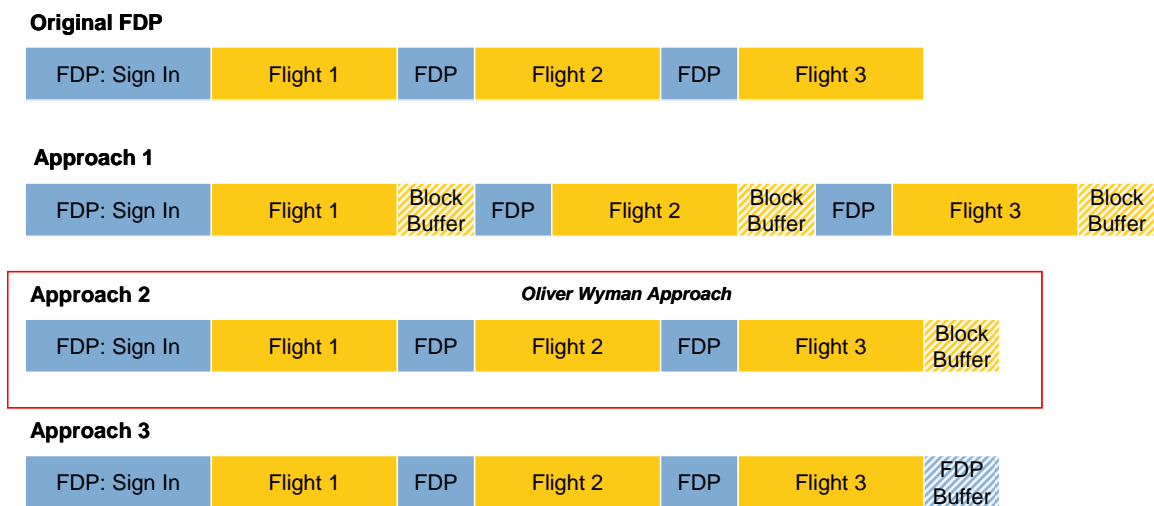 Original FDP
FDP: Sign In Flight 1 FDP Flight 2 FDP Flight 3
Approach 1
FDP: Sign In Flight 1 Block Buffer FDP Flight 2 Block Buffer FDP Flight 3 Block Buffer
Approach 2 Oliver Wyman Approach
FDP: Sign In Flight 1 FDP Flight 2 FDP Flight 3 Block Buffer
Approach 3
FDP: Sign In Flight 1 FDP Flight 2 FDP Flight 3 FDP Buffer